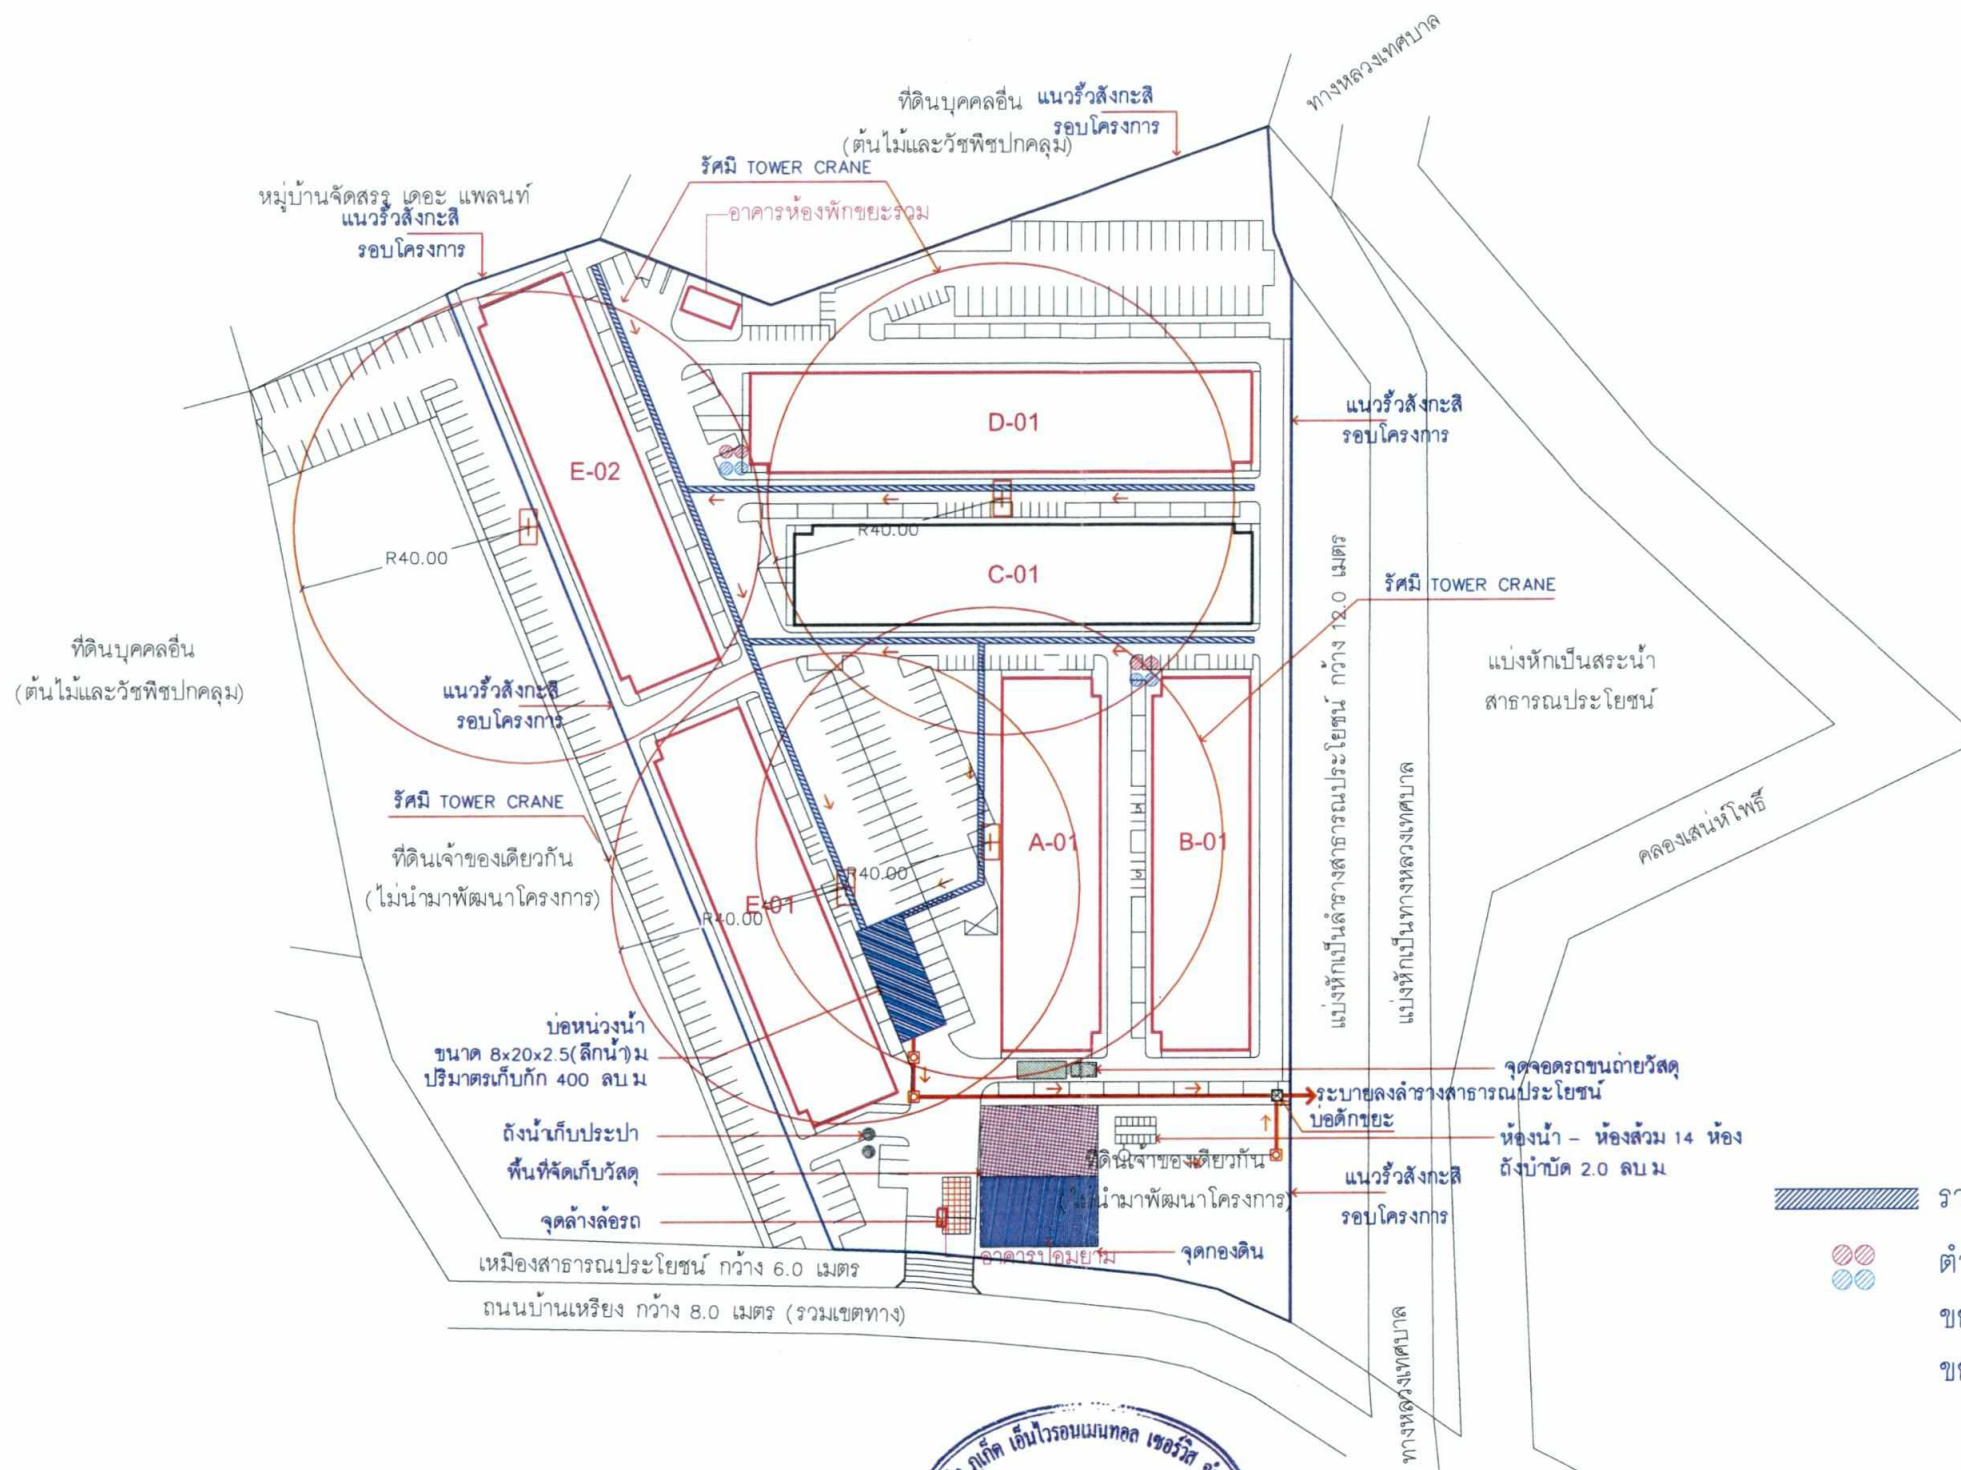 ทางหลวงเทศบาล
ที่ดินบุคคลอื่น
(ต้นไม้และวัชพืชปกคลุม)
แนวรั้วสังกะสี
รอบโครงการ
รัศมี TOWER CRANE
อาคารห้องพักขยะรวม
หมู่บ้านจัดสรร เดอะ แพลนท์
แนวรั้วสังกะสี
รอบโครงการ
D-01
แนวรั้วสังกะสี
รอบโครงการ
E-02
R40.00
R40.00
C-01
รัศมี TOWER CRANE
ที่ดินบุคคลอื่น
(ต้นไม้และวัชพืชปกคลุม)
แนวรั้วสังกะสี
รอบโครงการ
แบ่งหักเป็นลำรางสาธารณประโยชน์ กว้าง 12.0 เมตร
แบ่งหักเป็นทางหลวงเทศบาล
แบ่งหักเป็นสระน้ำ
สาธารณประโยชน์
คลองเสน่ห์โพธิ์
รัศมี TOWER CRANE
ที่ดินเจ้าของเดียวกัน
(ไม่นำมาพัฒนาโครงการ)
A-01
B-01
R40.00
E-01
R40.00
บ่อหน่วงน้ำ
ขนาด 8x20x2.5(ลึกน้ำ)ม
ปริมาตรเก็บกัก 400 ลบ ม
จุดจอดรถขนถ่ายวัสดุ
ระบายลงลำรางสาธารณประโยชน์
บ่อดักขยะ
ห้องน้ำ - ห้องส้วม 14 ห้อง
ถังบำบัด 2.0 ลบ ม
ถังน้ำเก็บประปา
พื้นที่จัดเก็บวัสดุ
จุดล้างล้อรถ
ที่ดินเจ้าของเดียวกัน
(ไม่นำมาพัฒนาโครงการ)
แนวรั้วสังกะสี
รอบโครงการ
อาคารป้อมยาม
จุดกองดิน
เหมืองสาธารณประโยชน์ กว้าง 6.0 เมตร
ถนนบ้านเหรียง กว้าง 8.0 เมตร (รวมเขตทาง)
ทางหลวงเทศบาล
ภูเก็ต เอ็นไวรอนเมนทอล เซอร์วิส